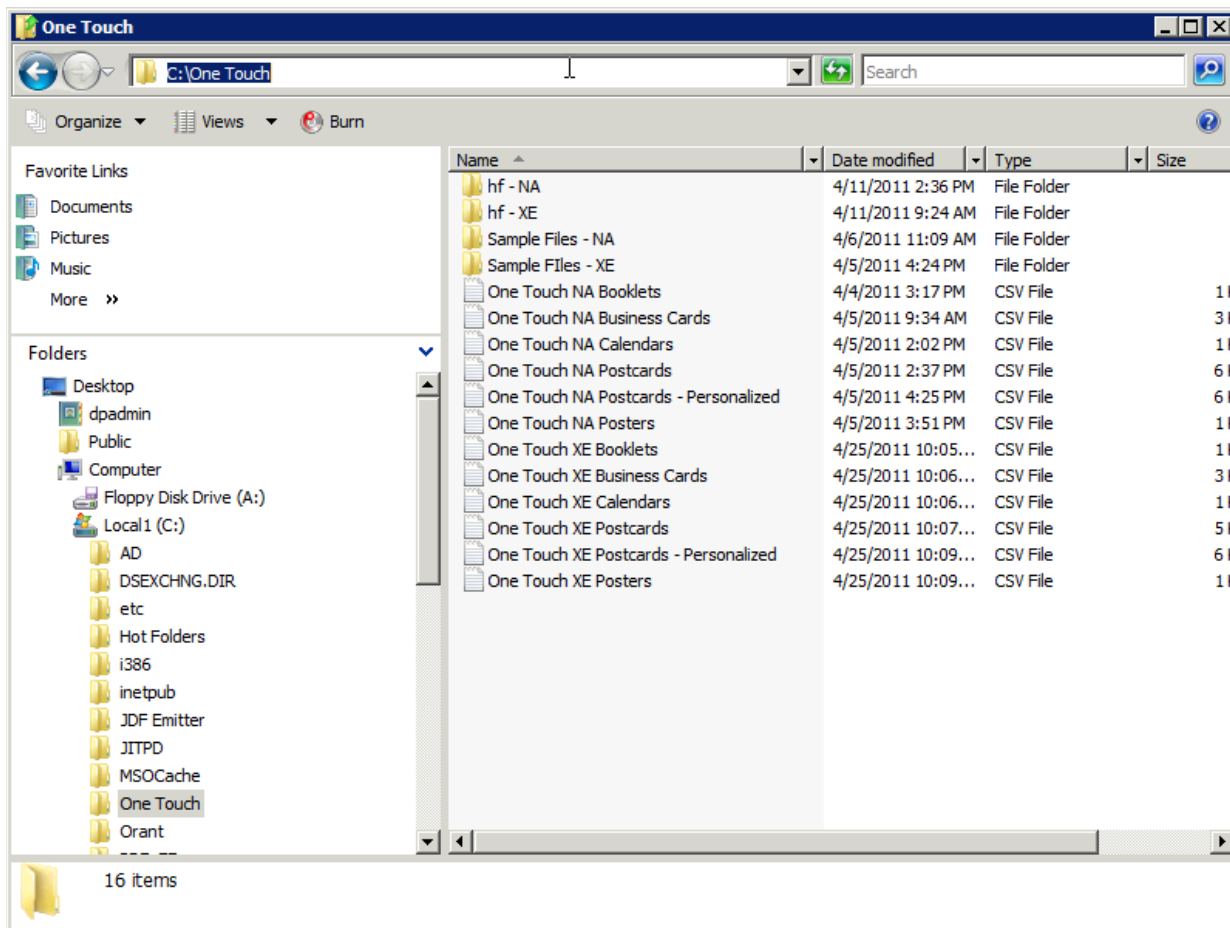 One Touch
C:\One Touch
Search
Organize Views Burn
Favorite Links
Documents
Pictures
Music
More »
Folders
Desktop
dpadmin
Public
Computer
Floppy Disk Drive (A:)
Local1 (C:)
AD
DSEXCHNG.DIR
etc
Hot Folders
i386
inetpub
JDF Emitter
JITPD
MSOCache
One Touch
Orant
Name Date modified Type Size
hf - NA 4/11/2011 2:36 PM File Folder
hf - XE 4/11/2011 9:24 AM File Folder
Sample Files - NA 4/6/2011 11:09 AM File Folder
Sample FIles - XE 4/5/2011 4:24 PM File Folder
One Touch NA Booklets 4/4/2011 3:17 PM CSV File 1
One Touch NA Business Cards 4/5/2011 9:34 AM CSV File 3
One Touch NA Calendars 4/5/2011 2:02 PM CSV File 1
One Touch NA Postcards 4/5/2011 2:37 PM CSV File 6
One Touch NA Postcards - Personalized 4/5/2011 4:25 PM CSV File 6
One Touch NA Posters 4/5/2011 3:51 PM CSV File 1
One Touch XE Booklets 4/25/2011 10:05... CSV File 1
One Touch XE Business Cards 4/25/2011 10:06... CSV File 3
One Touch XE Calendars 4/25/2011 10:06... CSV File 1
One Touch XE Postcards 4/25/2011 10:07... CSV File 5
One Touch XE Postcards - Personalized 4/25/2011 10:09... CSV File 6
One Touch XE Posters 4/25/2011 10:09... CSV File 1
16 items